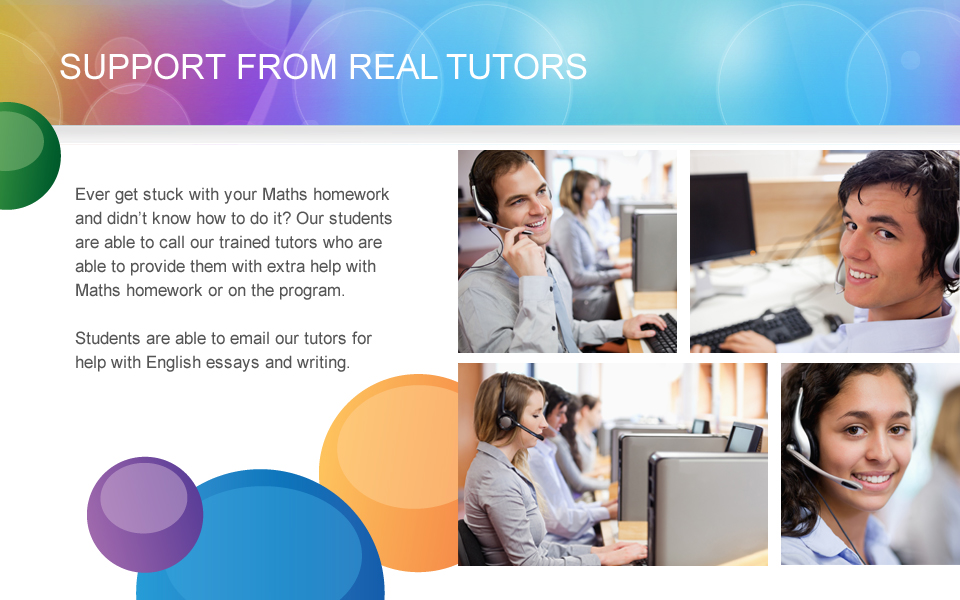 SUPPORT FROM REAL TUTORS
Ever get stuck with your Maths homework
and didn’t know how to do it? Our students
are able to call our trained tutors who are
able to provide them with extra help with
Maths homework or on the program.
Students are able to email our tutors for
help with English essays and writing.